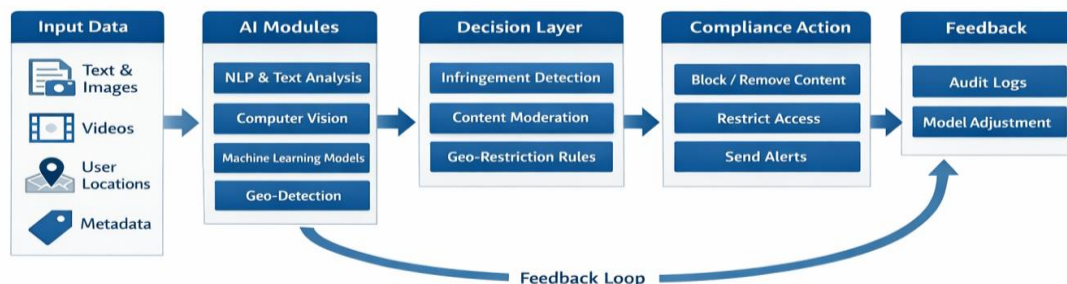 Input Data
Text &
Images
Videos
User
Locations
Metadata
AI Modules
NLP & Text Analysis
Computer Vision
Machine Learning Models
Geo-Detection
Decision Layer
Infringement Detection
Content Moderation
Geo-Restriction Rules
Compliance Action
Block / Remove Content
Restrict Access
Send Alerts
Feedback
Audit Logs
Model Adjustment
Feedback Loop